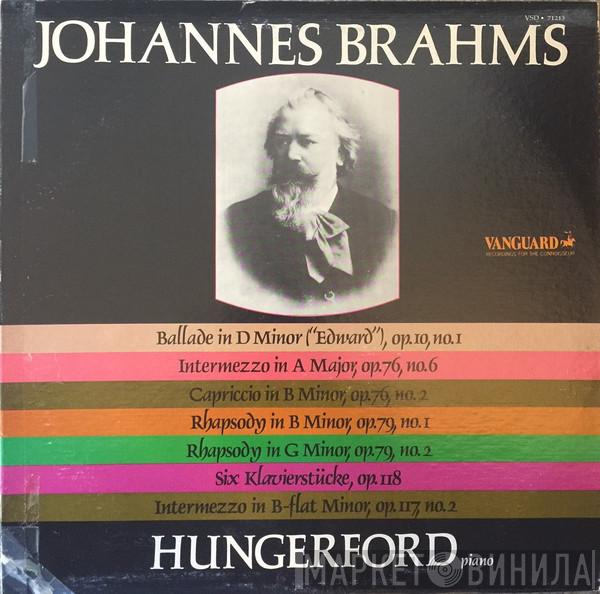 VSD • 71213
JOHANNES BRAHMS
VANGUARD
RECORDINGS FOR THE CONNOISSEUR
Ballade in D Minor ("Edward"), op.10, no.1
Intermezzo in A Major, op.76, no.6
Capriccio in B Minor, op.76, no.2
Rhapsody in B Minor, op.79, no.1
Rhapsody in G Minor, op.79, no.2
Six Klavierstücke, op.118
Intermezzo in B-flat Minor, op.117, no.2
HUNGERFORD piano
МАРКЕТ ВИНИЛА